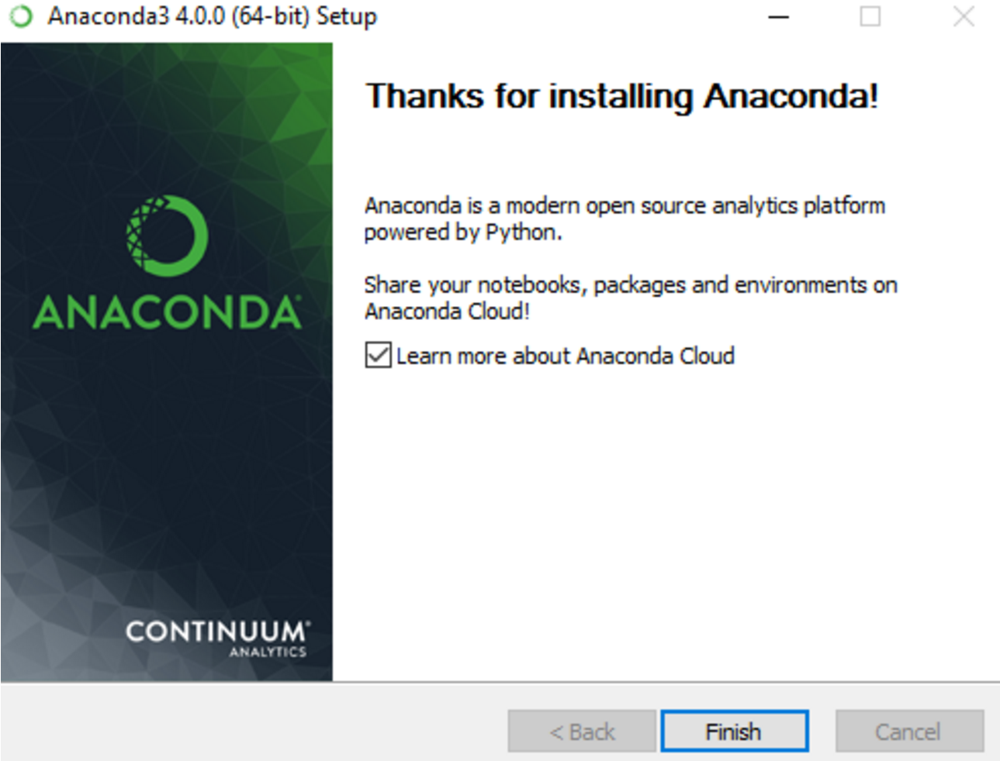 Anaconda3 4.0.0 (64-bit) Setup
Thanks for installing Anaconda!
Anaconda is a modern open source analytics platform
powered by Python.
Share your notebooks, packages and environments on
Anaconda Cloud!
Learn more about Anaconda Cloud
ANACONDA®
CONTINUUM®
ANALYTICS
< Back
Finish
Cancel